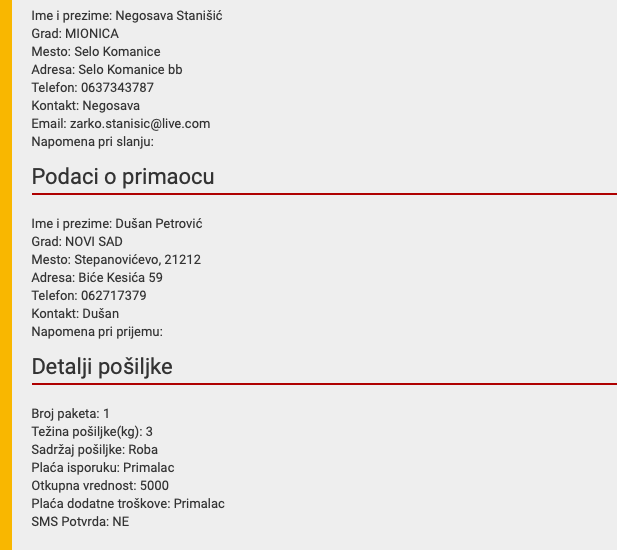 Ime i prezime: Negosava Stanišić
Grad: MIONICA
Mesto: Selo Komanice
Adresa: Selo Komanice bb
Telefon: 0637343787
Kontakt: Negosava
Email: zarko.stanisic@live.com
Napomena pri slanju:
Podaci o primaocu
Ime i prezime: Dušan Petrović
Grad: NOVI SAD
Mesto: Stepanovićevo, 21212
Adresa: Biće Kesića 59
Telefon: 062717379
Kontakt: Dušan
Napomena pri prijemu:
Detalji pošiljke
Broj paketa: 1
Težina pošiljke(kg): 3
Sadržaj pošiljke: Roba
Plaća isporuku: Primalac
Otkupna vrednost: 5000
Plaća dodatne troškove: Primalac
SMS Potvrda: NE